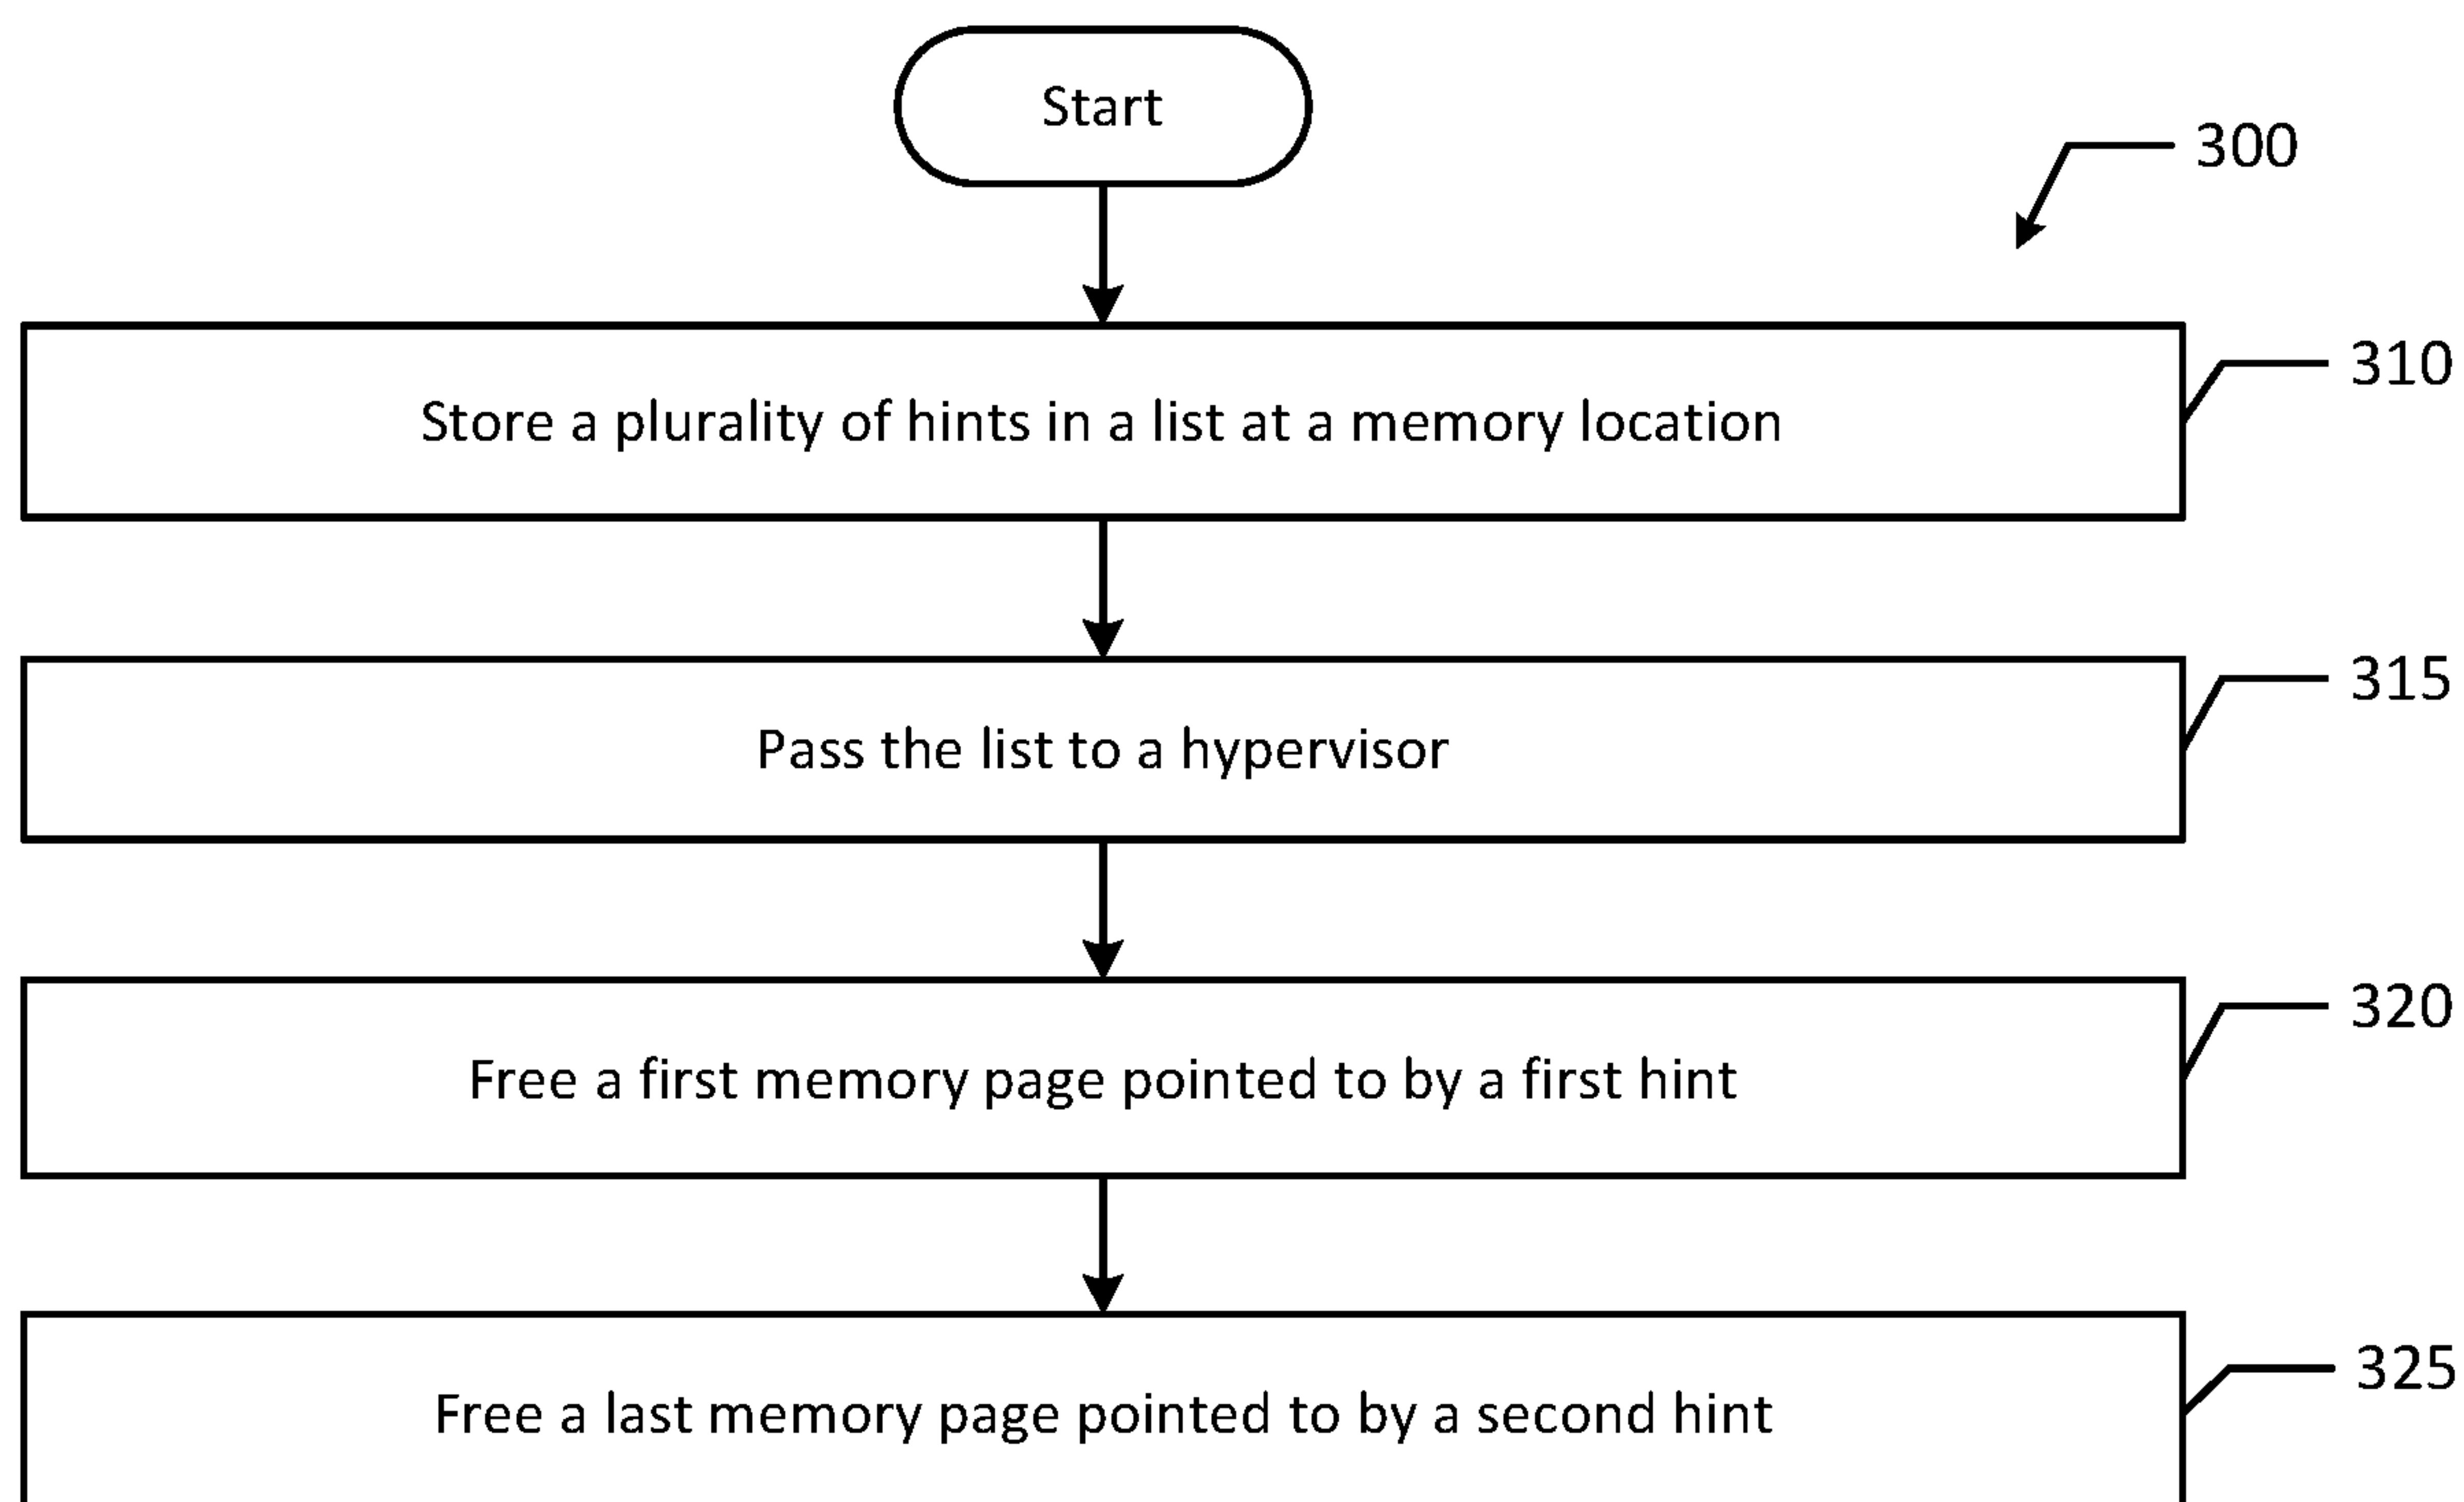 Start
300
Store a plurality of hints in a list at a memory location
310
Pass the list to a hypervisor
315
Free a first memory page pointed to by a first hint
320
Free a last memory page pointed to by a second hint
325